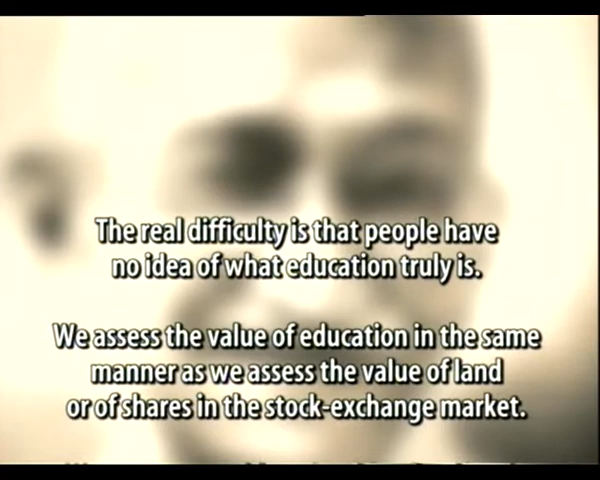 The real difficulty is that people have
no idea of what education truly is.
We assess the value of education in the same
manner as we assess the value of land
or of shares in the stock-exchange market.